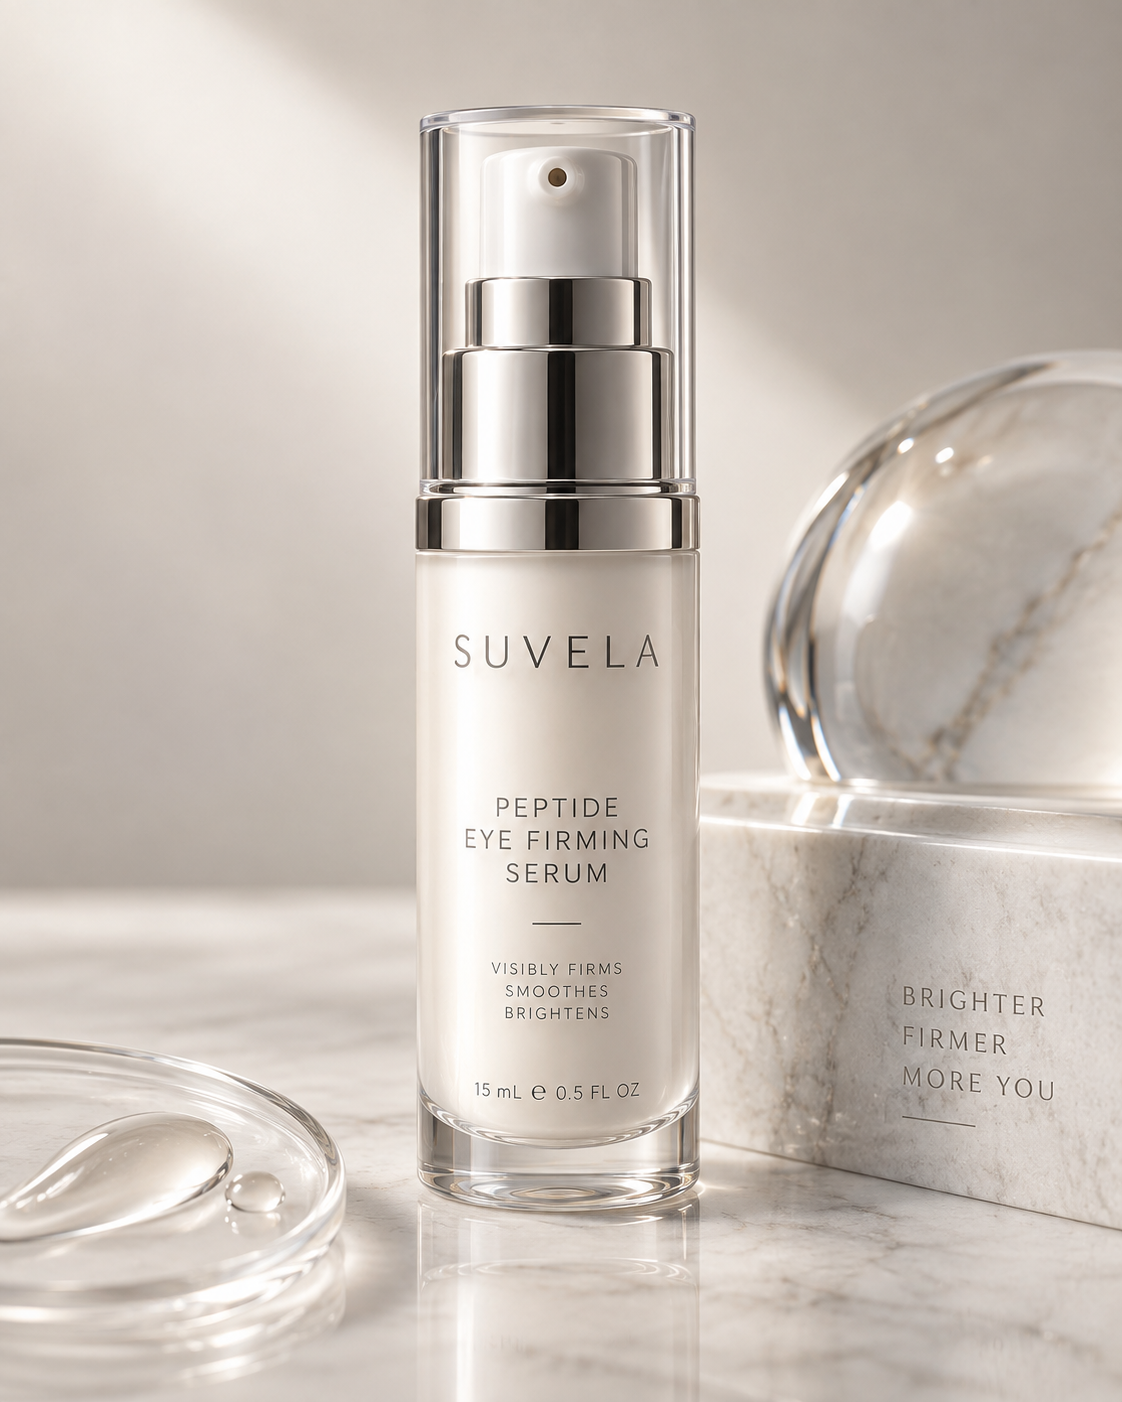 SUVELA
PEPTIDE
EYE FIRMING
SERUM
VISIBLY FIRMS
SMOOTHES
BRIGHTENS
15 mL ℮ 0.5 FL OZ
BRIGHTER
FIRMER
MORE YOU